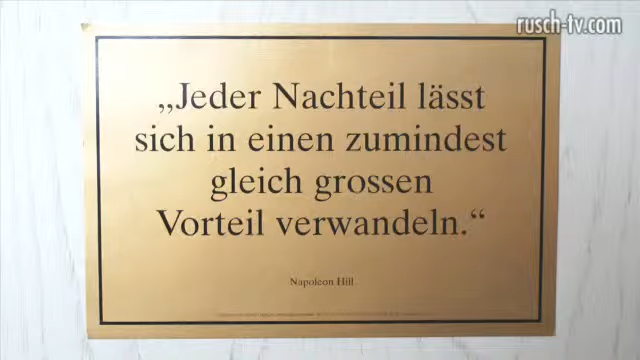 rusch-tv.com
„Jeder Nachteil lässt
sich in einen zumindest
gleich grossen
Vorteil verwandeln.“
Napoleon Hill